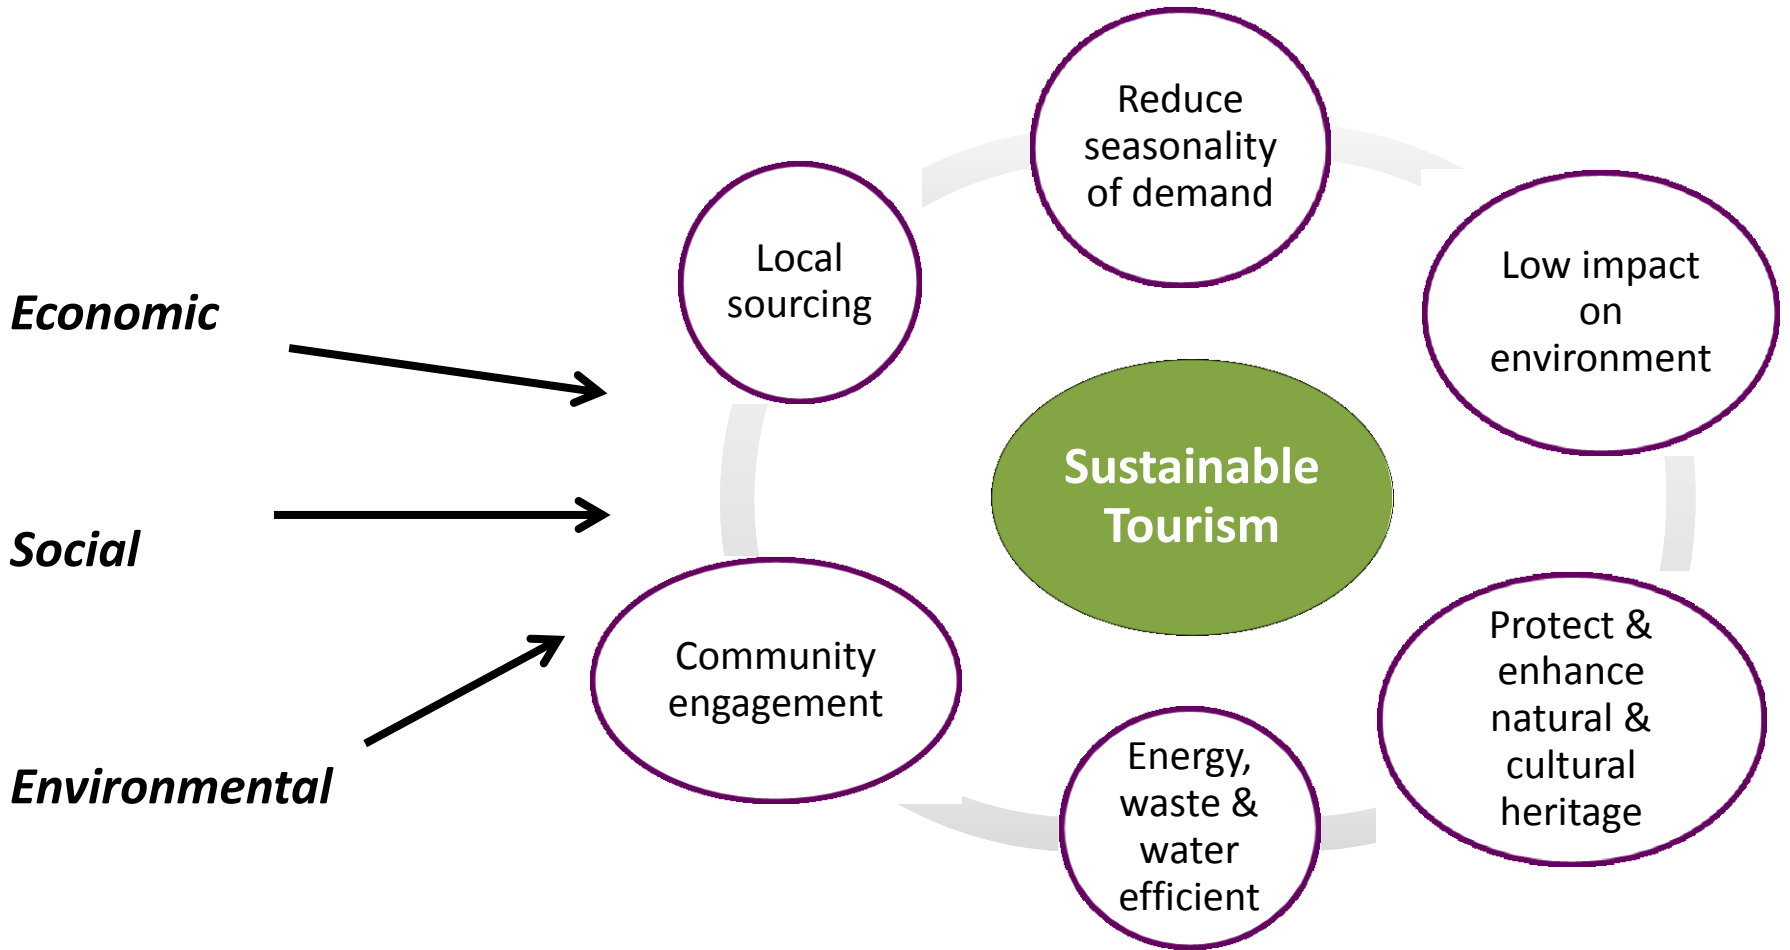 Economic
Social
Environmental
Reduce
seasonality
of demand
Local
sourcing
Low impact
on
environment
Sustainable
Tourism
Community
engagement
Protect &
enhance
natural &
cultural
heritage
Energy,
waste &
water
efficient